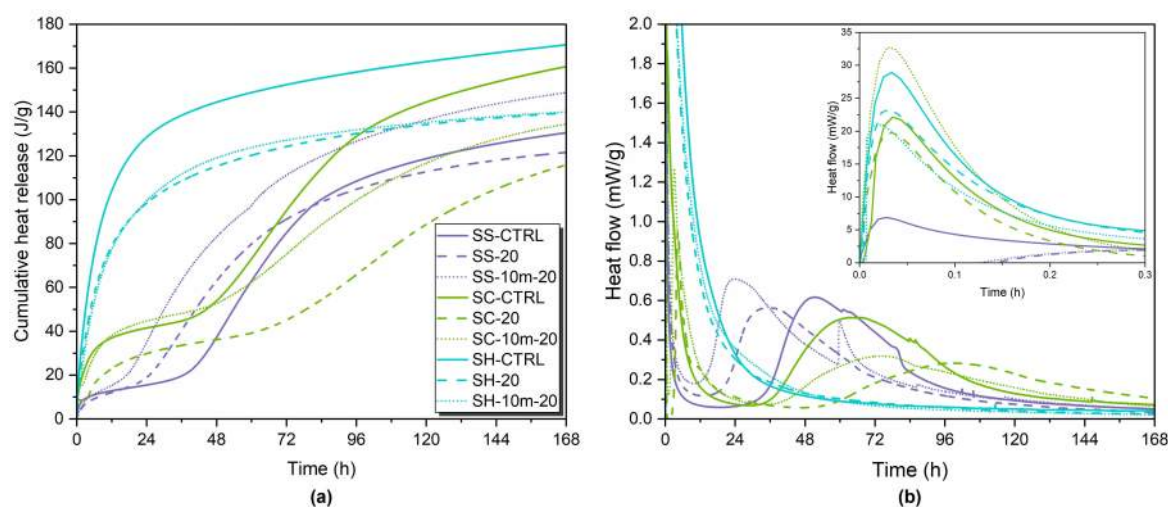 180
160
140
120
100
80
60
40
20
0
Cumulative heat release (J/g)
0 24 48 72 96 120 144 168
Time (h)
SS-CTRL
SS-20
SS-10m-20
SC-CTRL
SC-20
SC-10m-20
SH-CTRL
SH-20
SH-10m-20
(a)
2.0
1.8
1.6
1.4
1.2
1.0
0.8
0.6
0.4
0.2
0.0
Heat flow (mW/g)
35
30
25
20
15
10
5
0
Heat flow (mW/g)
0.0 0.1 0.2 0.3
Time (h)
0 24 48 72 96 120 144 168
Time (h)
(b)